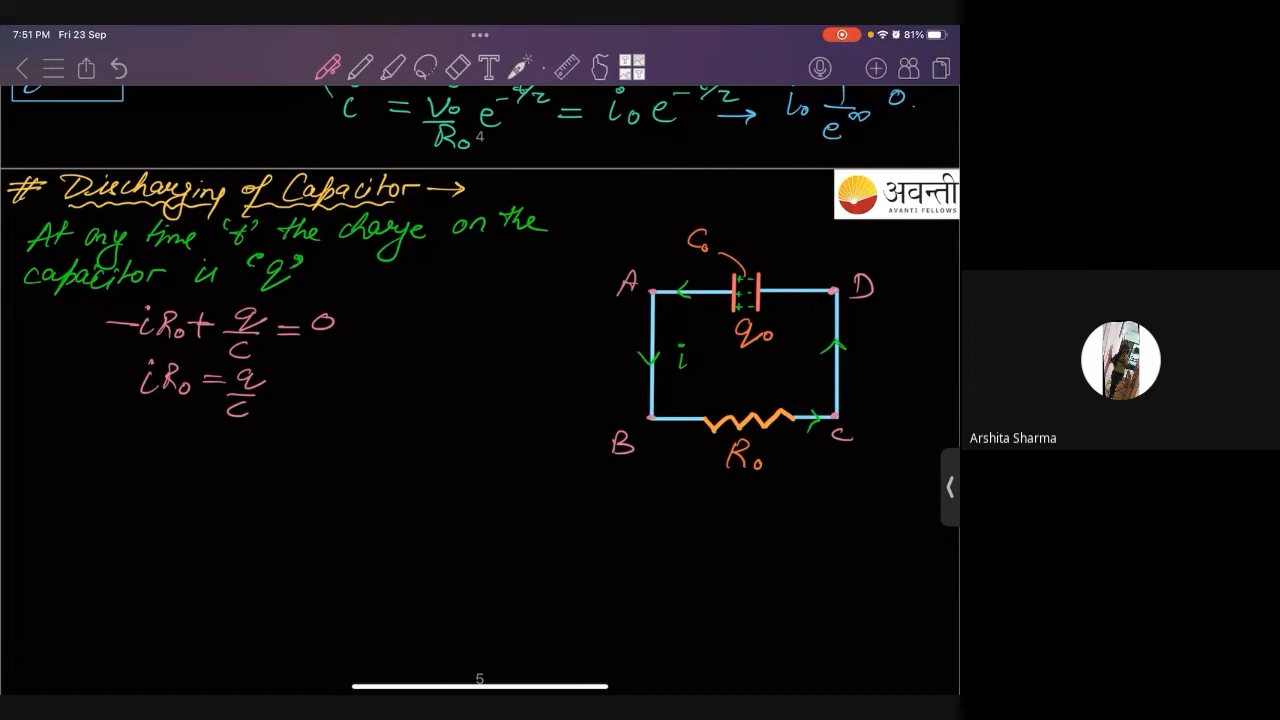 7:51 PM Fri 23 Sep
81%
i = V₀/R₀ e^(-t/τ) = i₀ e^(-t/τ) → i₀ 1/e^∞ 0.
4
# Discharging of Capacitor →
अवन्ती
AVANTI FELLOWS
At any time 't' the charge on the
capacitor is "q"
-iR₀ + q/C = 0
iR₀ = q/C
C₀
A
D
+ -
q₀
i
B
C
R₀
Arshita Sharma
5